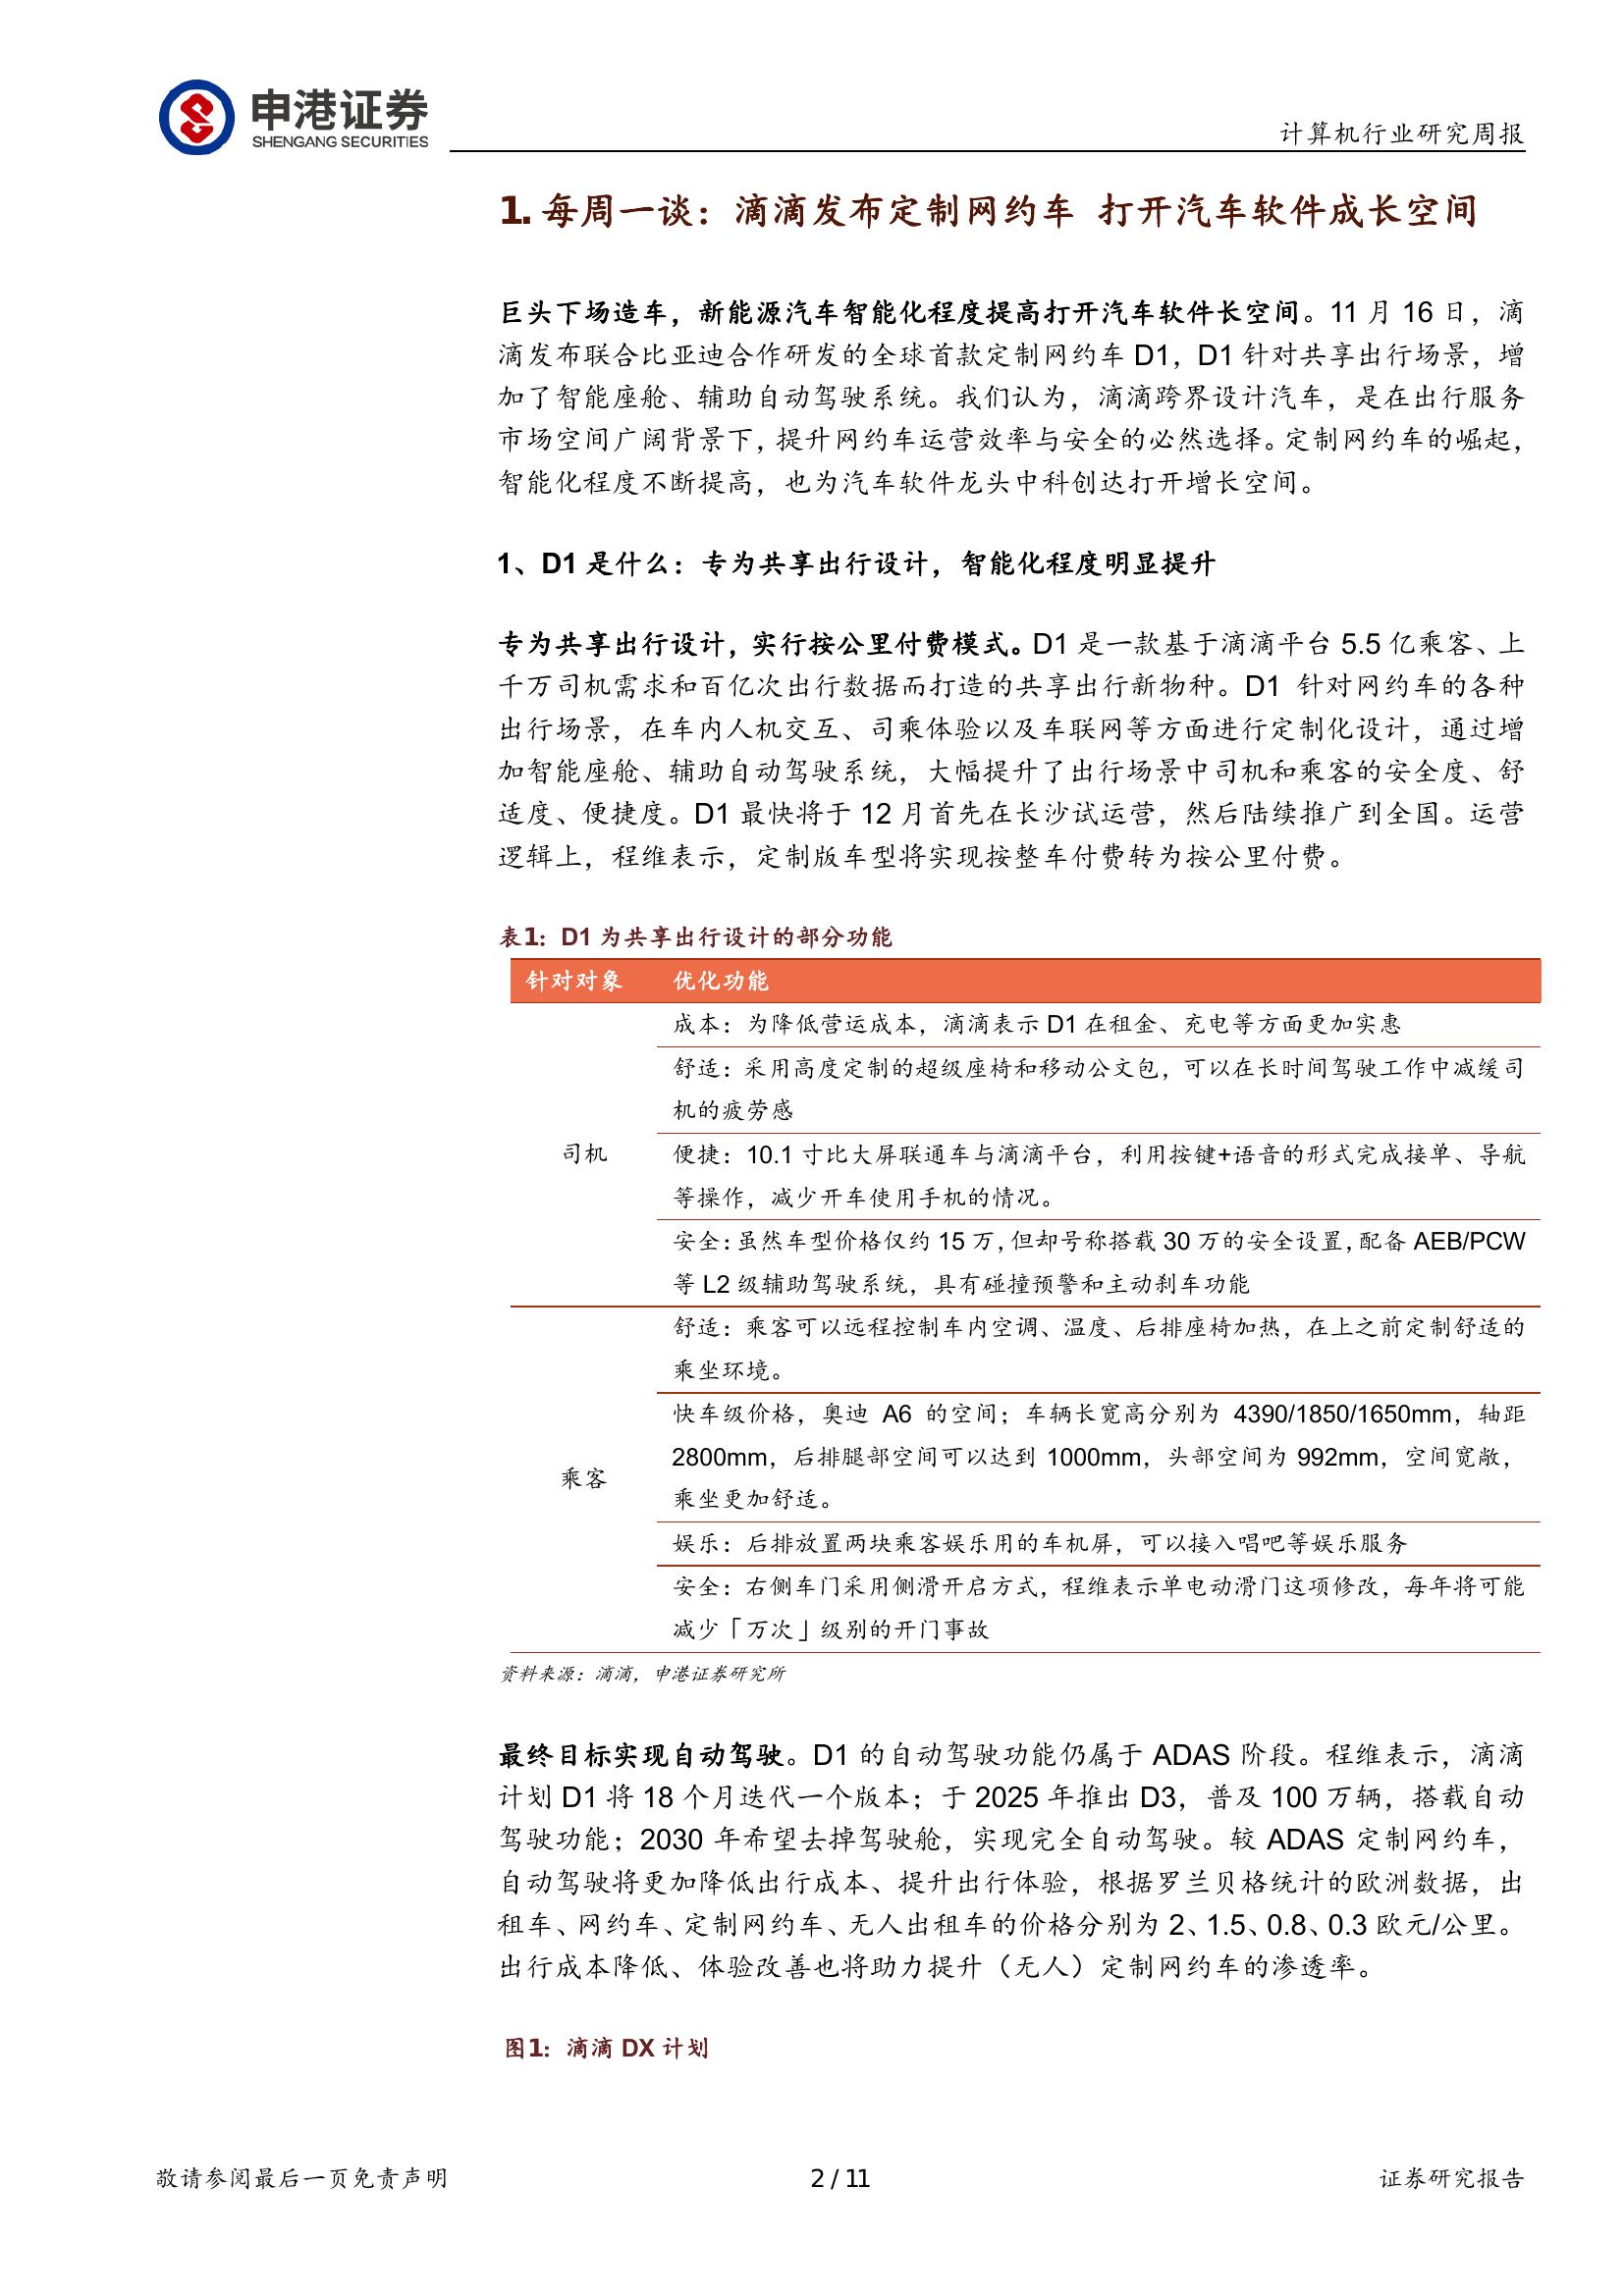 申港证券
SHENGANG SECURITIES
计算机行业研究周报
1. 每周一谈：滴滴发布定制网约车 打开汽车软件成长空间
巨头下场造车，新能源汽车智能化程度提高打开汽车软件长空间。11 月 16 日，滴
滴发布联合比亚迪合作研发的全球首款定制网约车 D1，D1 针对共享出行场景，增
加了智能座舱、辅助自动驾驶系统。我们认为，滴滴跨界设计汽车，是在出行服务
市场空间广阔背景下，提升网约车运营效率与安全的必然选择。定制网约车的崛起，
智能化程度不断提高，也为汽车软件龙头中科创达打开增长空间。
1、D1 是什么：专为共享出行设计，智能化程度明显提升
专为共享出行设计，实行按公里付费模式。D1 是一款基于滴滴平台 5.5 亿乘客、上
千万司机需求和百亿次出行数据而打造的共享出行新物种。D1 针对网约车的各种
出行场景，在车内人机交互、司乘体验以及车联网等方面进行定制化设计，通过增
加智能座舱、辅助自动驾驶系统，大幅提升了出行场景中司机和乘客的安全度、舒
适度、便捷度。D1 最快将于 12 月首先在长沙试运营，然后陆续推广到全国。运营
逻辑上，程维表示，定制版车型将实现按整车付费转为按公里付费。
表1：D1 为共享出行设计的部分功能
针对对象 优化功能
成本：为降低营运成本，滴滴表示 D1 在租金、充电等方面更加实惠
舒适：采用高度定制的超级座椅和移动公文包，可以在长时间驾驶工作中减缓司
机的疲劳感
司机 便捷：10.1 寸比大屏联通车与滴滴平台，利用按键+语音的形式完成接单、导航
等操作，减少开车使用手机的情况。
安全：虽然车型价格仅约 15 万，但却号称搭载 30 万的安全设置，配备 AEB/PCW
等 L2 级辅助驾驶系统，具有碰撞预警和主动刹车功能
舒适：乘客可以远程控制车内空调、温度、后排座椅加热，在上之前定制舒适的
乘坐环境。
快车级价格，奥迪 A6 的空间；车辆长宽高分别为 4390/1850/1650mm，轴距
2800mm，后排腿部空间可以达到 1000mm，头部空间为 992mm，空间宽敞，
乘客
乘坐更加舒适。
娱乐：后排放置两块乘客娱乐用的车机屏，可以接入唱吧等娱乐服务
安全：右侧车门采用侧滑开启方式，程维表示单电动滑门这项修改，每年将可能
减少「万次」级别的开门事故
资料来源：滴滴，申港证券研究所
最终目标实现自动驾驶。D1 的自动驾驶功能仍属于 ADAS 阶段。程维表示，滴滴
计划 D1 将 18 个月迭代一个版本；于 2025 年推出 D3，普及 100 万辆，搭载自动
驾驶功能；2030 年希望去掉驾驶舱，实现完全自动驾驶。较 ADAS 定制网约车，
自动驾驶将更加降低出行成本、提升出行体验，根据罗兰贝格统计的欧洲数据，出
租车、网约车、定制网约车、无人出租车的价格分别为 2、1.5、0.8、0.3 欧元/公里。
出行成本降低、体验改善也将助力提升（无人）定制网约车的渗透率。
图1：滴滴 DX 计划
敬请参阅最后一页免责声明 2 / 11 证券研究报告